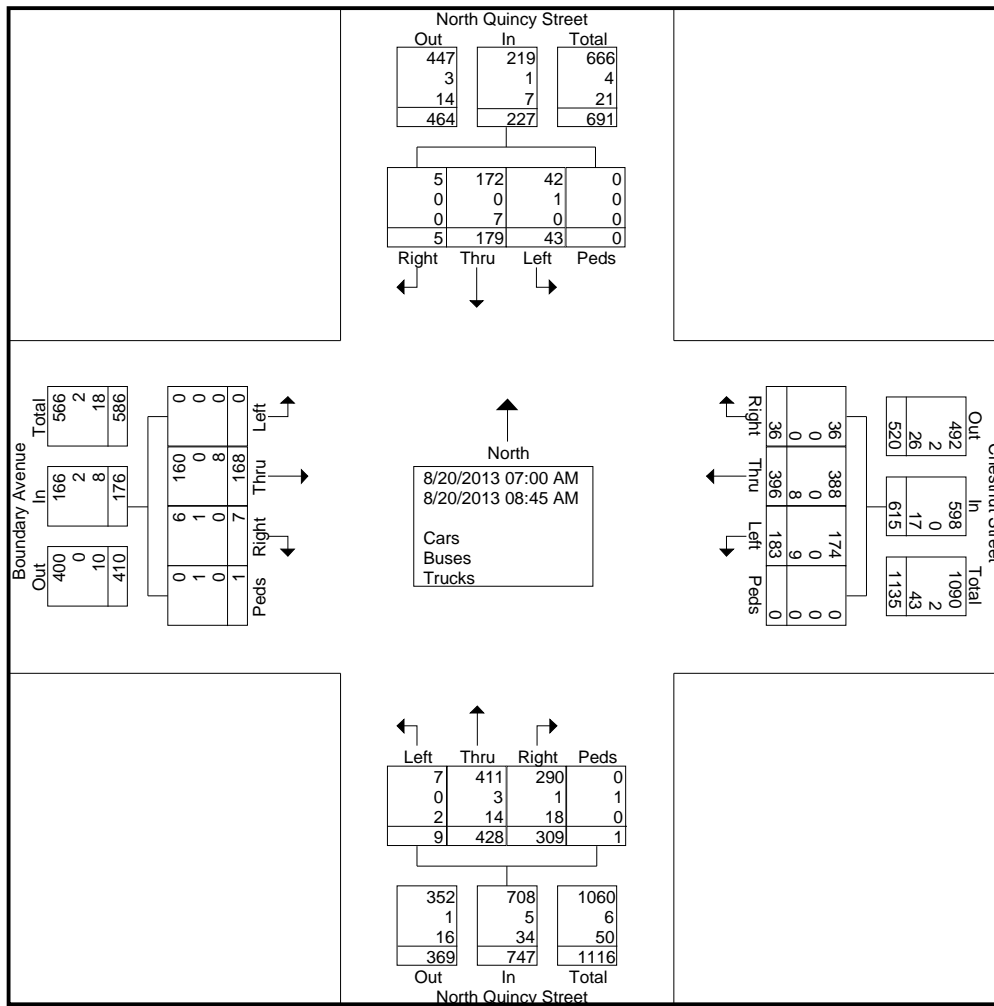 North Quincy Street
Out In Total
447 219 666
3 1 4
14 7 21
464 227 691
5 172 42 0
0 0 1 0
0 7 0 0
5 179 43 0
Right Thru Left Peds
Boundary Avenue
Total In Out
566 166 400
2 2 0
18 8 10
586 176 410
0 160 6 0
0 0 1 1
0 8 0 0
0 168 7 1
Left Thru Right Peds
North
8/20/2013 07:00 AM
8/20/2013 08:45 AM
Cars
Buses
Trucks
Right Thru Left Peds
36 388 174 0
0 0 0 0
0 8 9 0
36 396 183 0
Out In Total
492 598 1090
2 0 2
26 17 43
520 615 1135
Chestnut Street
Left Thru Right Peds
7 411 290 0
0 3 1 1
2 14 18 0
9 428 309 1
352 708 1060
1 5 6
16 34 50
369 747 1116
Out In Total
North Quincy Street